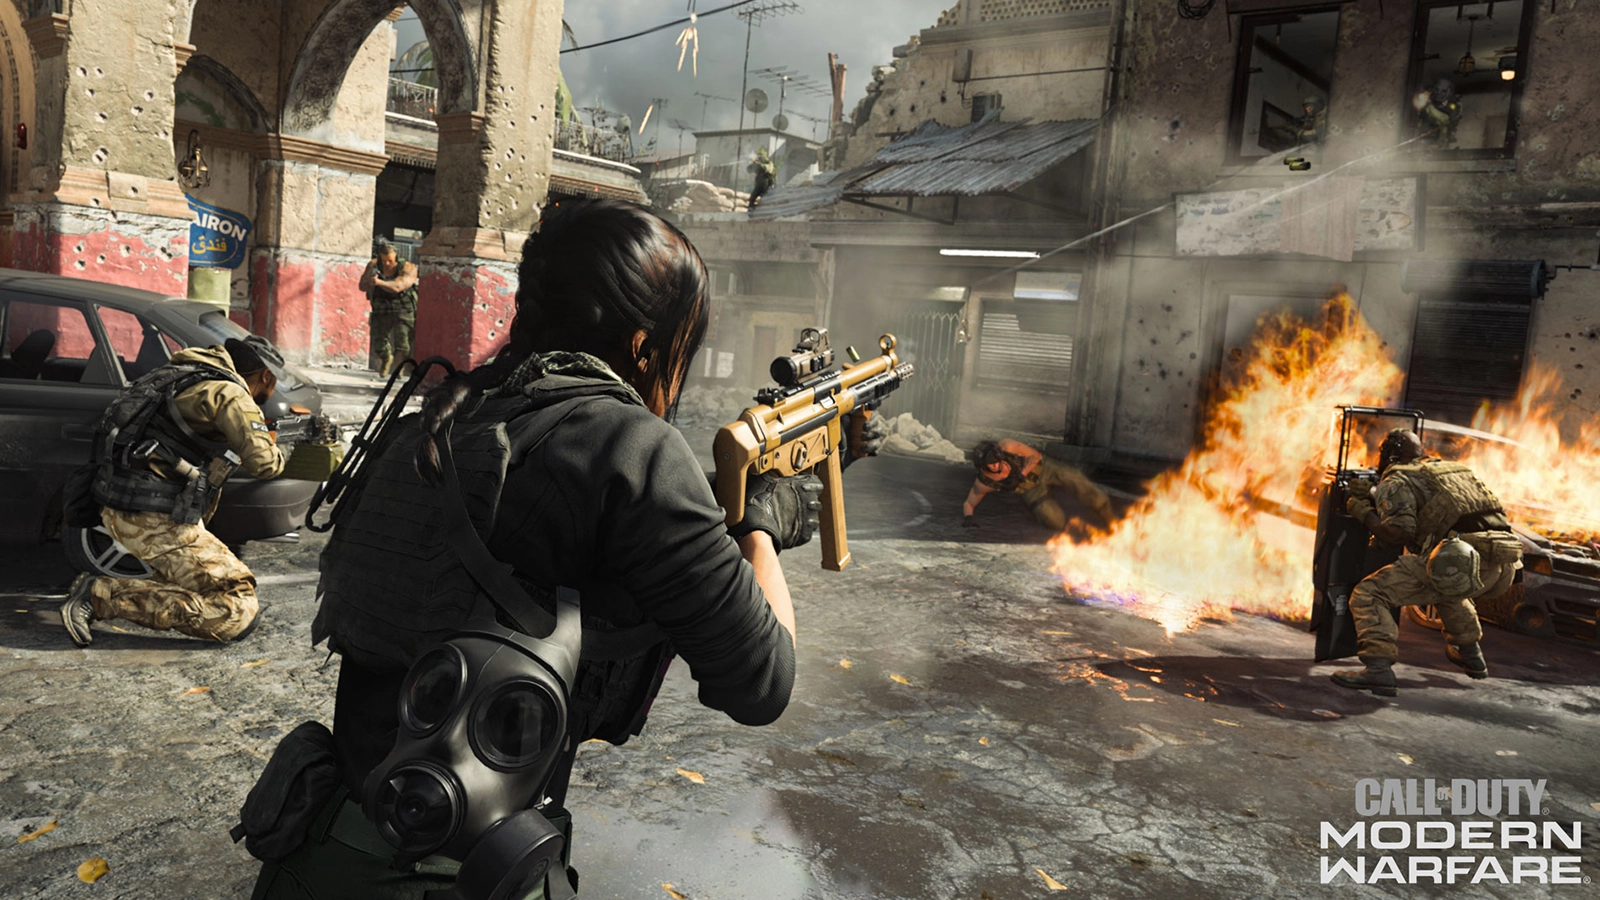 AIRON
فندق
CALL OF DUTY®
MODERN
WARFARE®